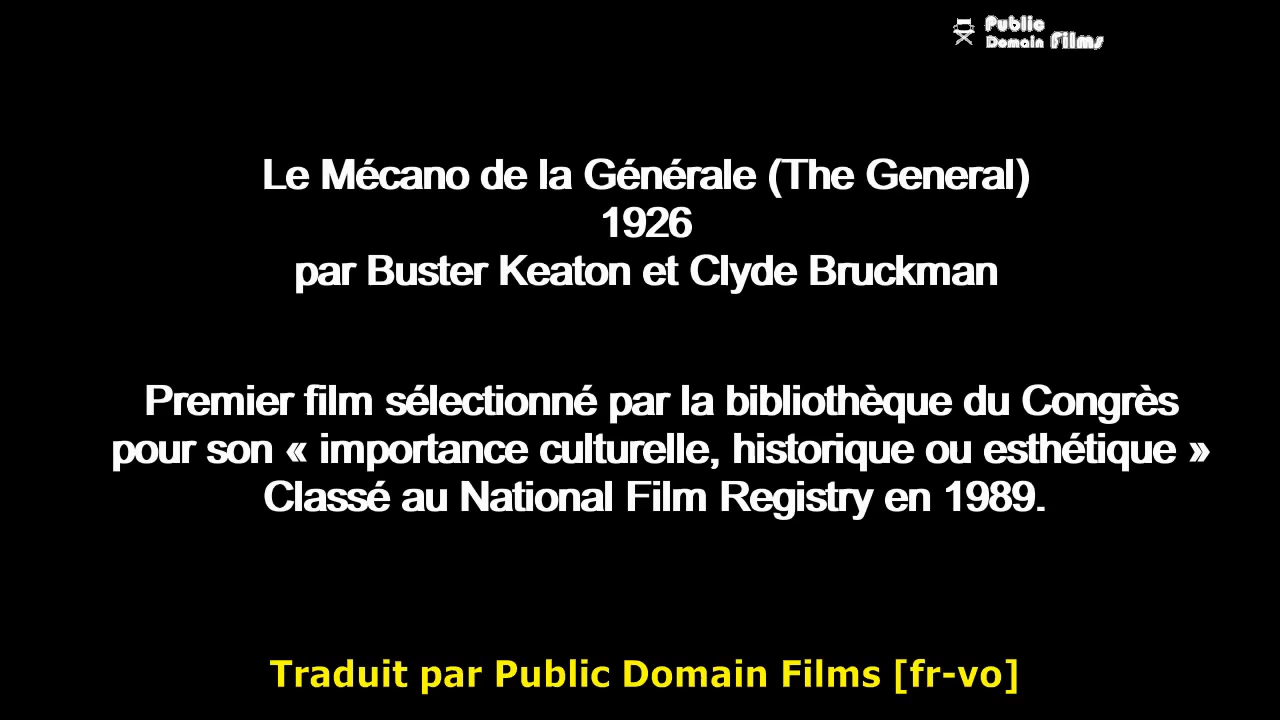 Public
Domain Films
Le Mécano de la Générale (The General)
1926
par Buster Keaton et Clyde Bruckman
Premier film sélectionné par la bibliothèque du Congrès
pour son « importance culturelle, historique ou esthétique »
Classé au National Film Registry en 1989.
Traduit par Public Domain Films [fr-vo]